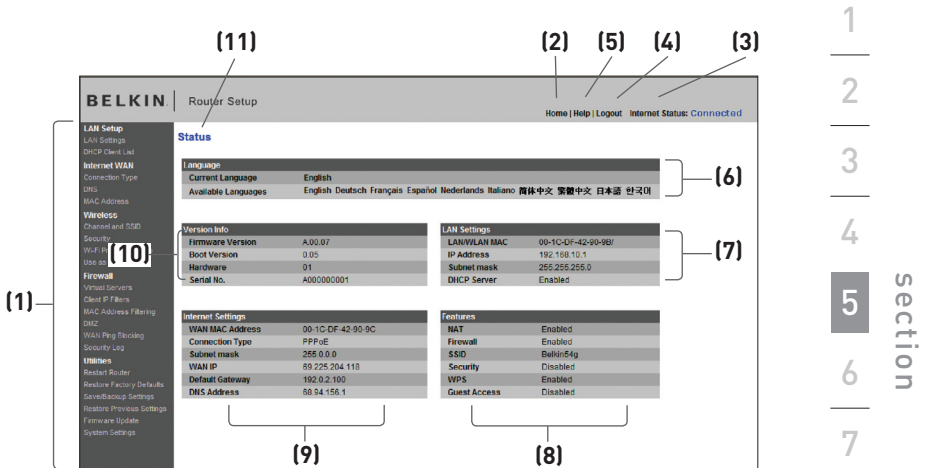 (11) (2) (5) (4) (3)
BELKIN | Router Setup
Home | Help | Logout Internet Status: Connected
(1)
LAN Setup
LAN Settings
DHCP Client List
Internet WAN
Connection Type
DNS
MAC Address
Wireless
Channel and SSID
Security
Use as
Firewall
Virtual Servers
Client IP Filters
MAC Address Filtering
DMZ
WAN Ping Blocking
Security Log
Utilities
Restart Router
Restore Factory Defaults
Save/Backup Settings
Restore Previous Settings
Firmware Update
System Settings
Status
Language
Current Language English
Available Languages English Deutsch Français Español Nederlands Italiano 简体中文 繁體中文 日本語 한국어
(6)
(10)
Version Info
Firmware Version A.00.07
Boot Version 0.05
Hardware 01
Serial No. A000000001
LAN Settings
LAN/WLAN MAC 00-1C-DF-42-90-9B/
IP Address 192.168.10.1
Subnet mask 255.255.255.0
DHCP Server Enabled
(7)
Internet Settings
WAN MAC Address 00-1C-DF-42-90-9C
Connection Type PPPoE
Subnet mask 255.0.0.0
WAN IP 69.225.204.118
Default Gateway 192.0.2.100
DNS Address 68.94.156.1
(9)
Features
NAT Enabled
Firewall Enabled
SSID Belkin54g
Security Disabled
WPS Enabled
Guest Access Disabled
(8)
1
2
3
4
5
6
7
section